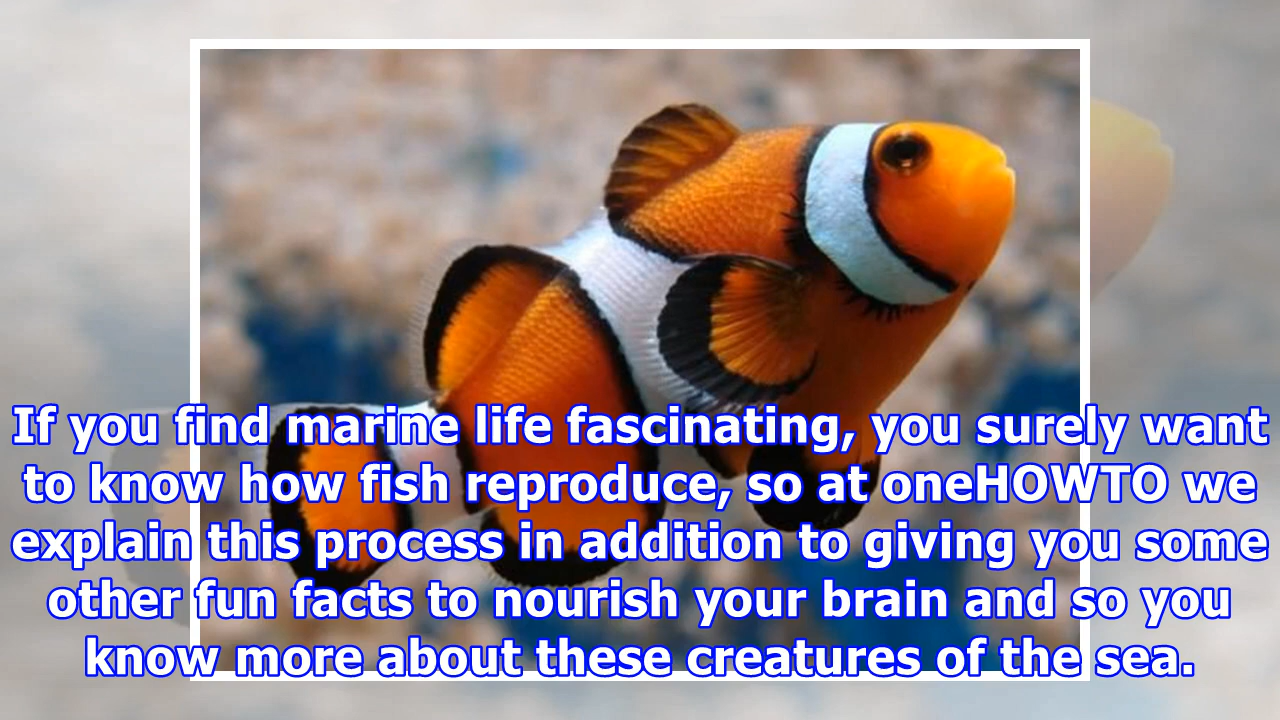 If you find marine life fascinating, you surely want
to know how fish reproduce, so at oneHOWTO we
explain this process in addition to giving you some
other fun facts to nourish your brain and so you
know more about these creatures of the sea.